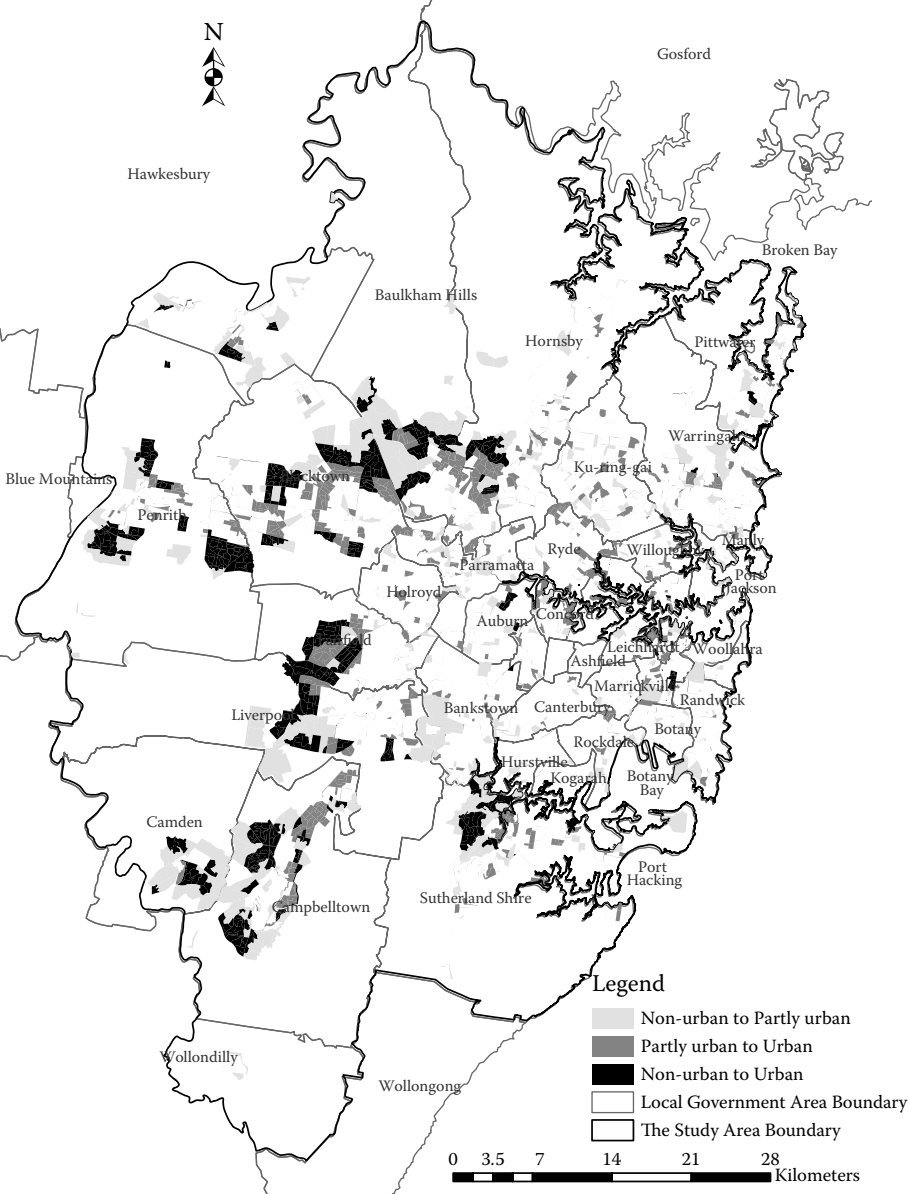 N
Gosford
Hawkesbury
Broken Bay
Baulkham Hills
Hornsby
Pittwater
Warringah
Ku-ring-gai
Blue Mountains
cktown
Penrith
Ryde
Willoughby
Manly
Parramatta
Port
Jackson
Holroyd
Auburn
Concord
Fairfield
Leichhardt
Woollahra
Ashfield
Marrickville
Randwick
Liverpool
Bankstown
Canterbury
Botany
Rockdale
Hurstville
Kogarah
Botany
Bay
Camden
Port
Hacking
Sutherland Shire
Campbelltown
Wollondilly
Wollongong
Legend
Non-urban to Partly urban
Partly urban to Urban
Non-urban to Urban
Local Government Area Boundary
The Study Area Boundary
0 3.5 7 14 21 28
Kilometers